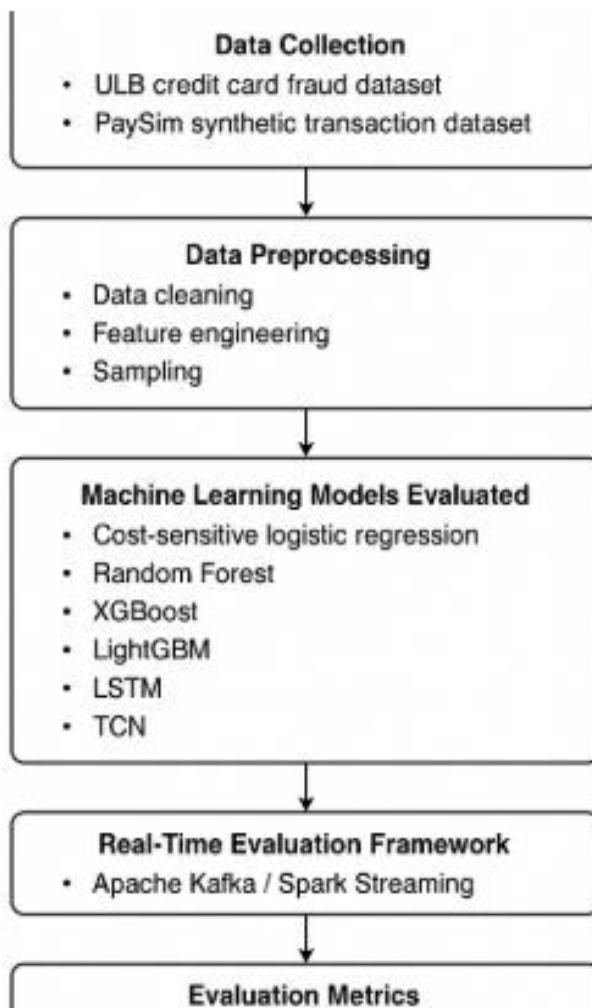 Data Collection
• ULB credit card fraud dataset
• PaySim synthetic transaction dataset
Data Preprocessing
• Data cleaning
• Feature engineering
• Sampling
Machine Learning Models Evaluated
• Cost-sensitive logistic regression
• Random Forest
• XGBoost
• LightGBM
• LSTM
• TCN
Real-Time Evaluation Framework
• Apache Kafka / Spark Streaming
Evaluation Metrics